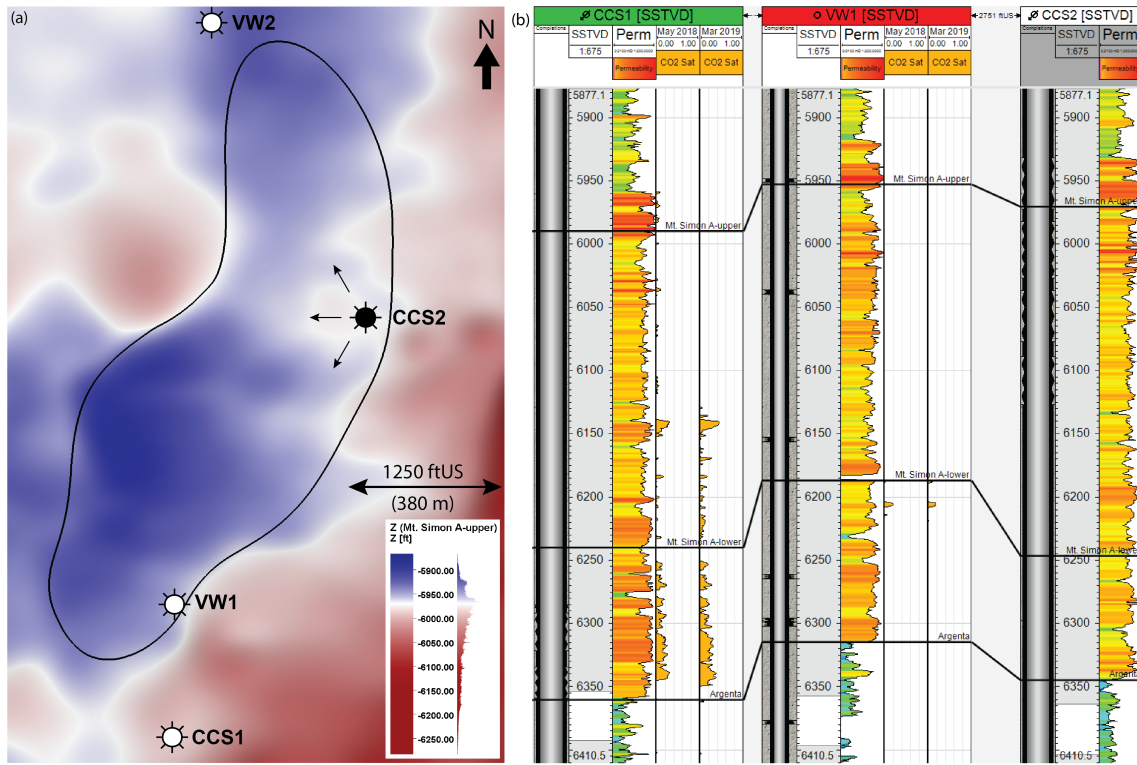 (a)
VW2
N
CCS2
1250 ftUS
(380 m)
Z (Mt. Simon A-upper)
Z [ft]
-5900.00
-5950.00
-6000.00
-6050.00
-6100.00
-6150.00
-6200.00
-6250.00
VW1
CCS1
(b)
CCS1 [SSTVD]
VW1 [SSTVD]
2751 ftUS
CCS2 [SSTVD]
Completions
SSTVD
1:675
Perm
Permeability
May 2018
0.00 1.00
CO2 Sat
Mar 2019
0.00 1.00
CO2 Sat
Completions
SSTVD
1:675
Perm
Permeability
May 2018
0.00 1.00
CO2 Sat
Mar 2019
0.00 1.00
CO2 Sat
Completions
SSTVD
1:675
Perm
Permeability
5877.1
5900
5950
6000
6050
6100
6150
6200
6250
6300
6350
6410.5
Mt. Simon A-upper
Mt. Simon A-lower
Argenta
5877.1
5900
5950
6000
6050
6100
6150
6200
6250
6300
6350
6410.5
Mt. Simon A-upper
Mt. Simon A-lower
Argenta
5877.1
5900
5950
6000
6050
6100
6150
6200
6250
6300
6350
6410.5
Mt. Simon A-upper
Mt. Simon A-lower
Argenta